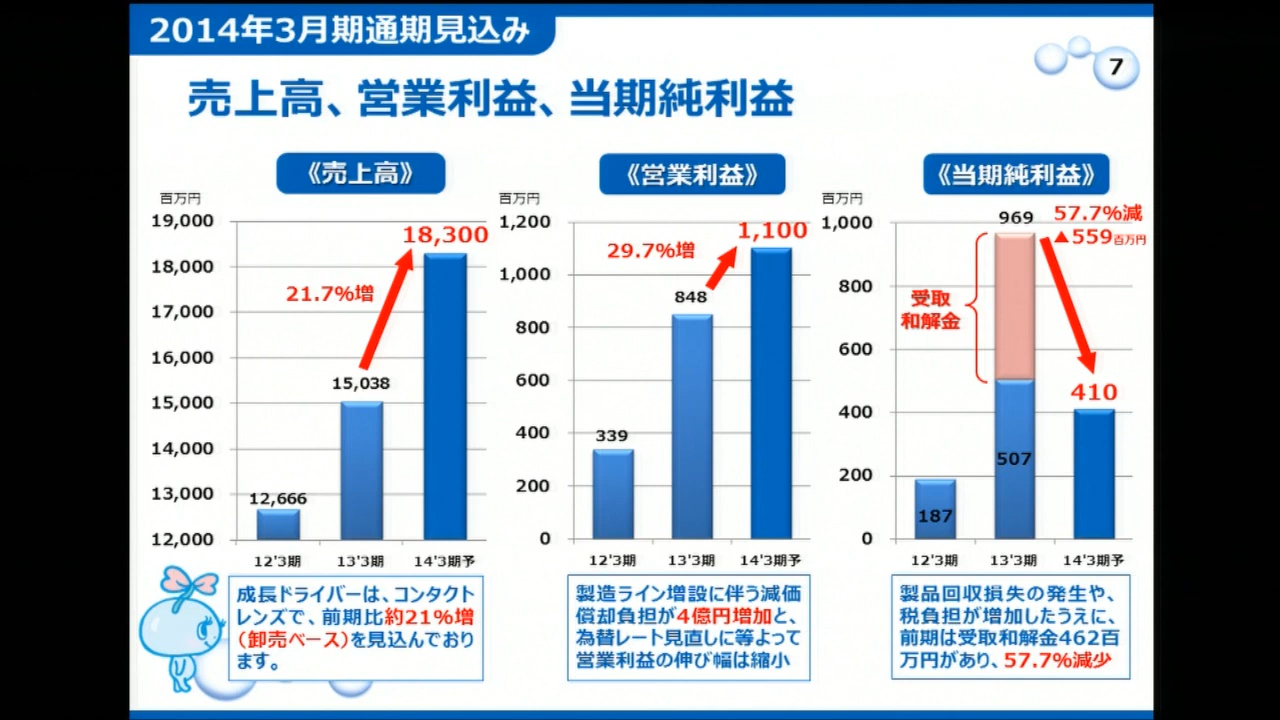 2014年3月期通期見込み
7
売上高、営業利益、当期純利益
《売上高》
百万円
19,000
18,000
17,000
16,000
15,000
14,000
13,000
12,000
12,666
15,038
18,300
21.7%増
12'3期
13'3期
14'3期予
成長ドライバーは、コンタクト
レンズで、前期比約21%増
（卸売ベース）を見込んでおり
ます。
《営業利益》
百万円
1,200
1,000
800
600
400
200
0
339
848
1,100
29.7%増
12'3期
13'3期
14'3期予
製造ライン増設に伴う減価
償却負担が4億円増加と、
為替レート見直しに等よって
営業利益の伸び幅は縮小
《当期純利益》
百万円
1,000
800
600
400
200
0
187
969
507
410
57.7%減
▲559百万円
受取
和解金
12'3期
13'3期
14'3期予
製品回収損失の発生や、
税負担が増加したうえに、
前期は受取和解金462百
万円があり、57.7%減少